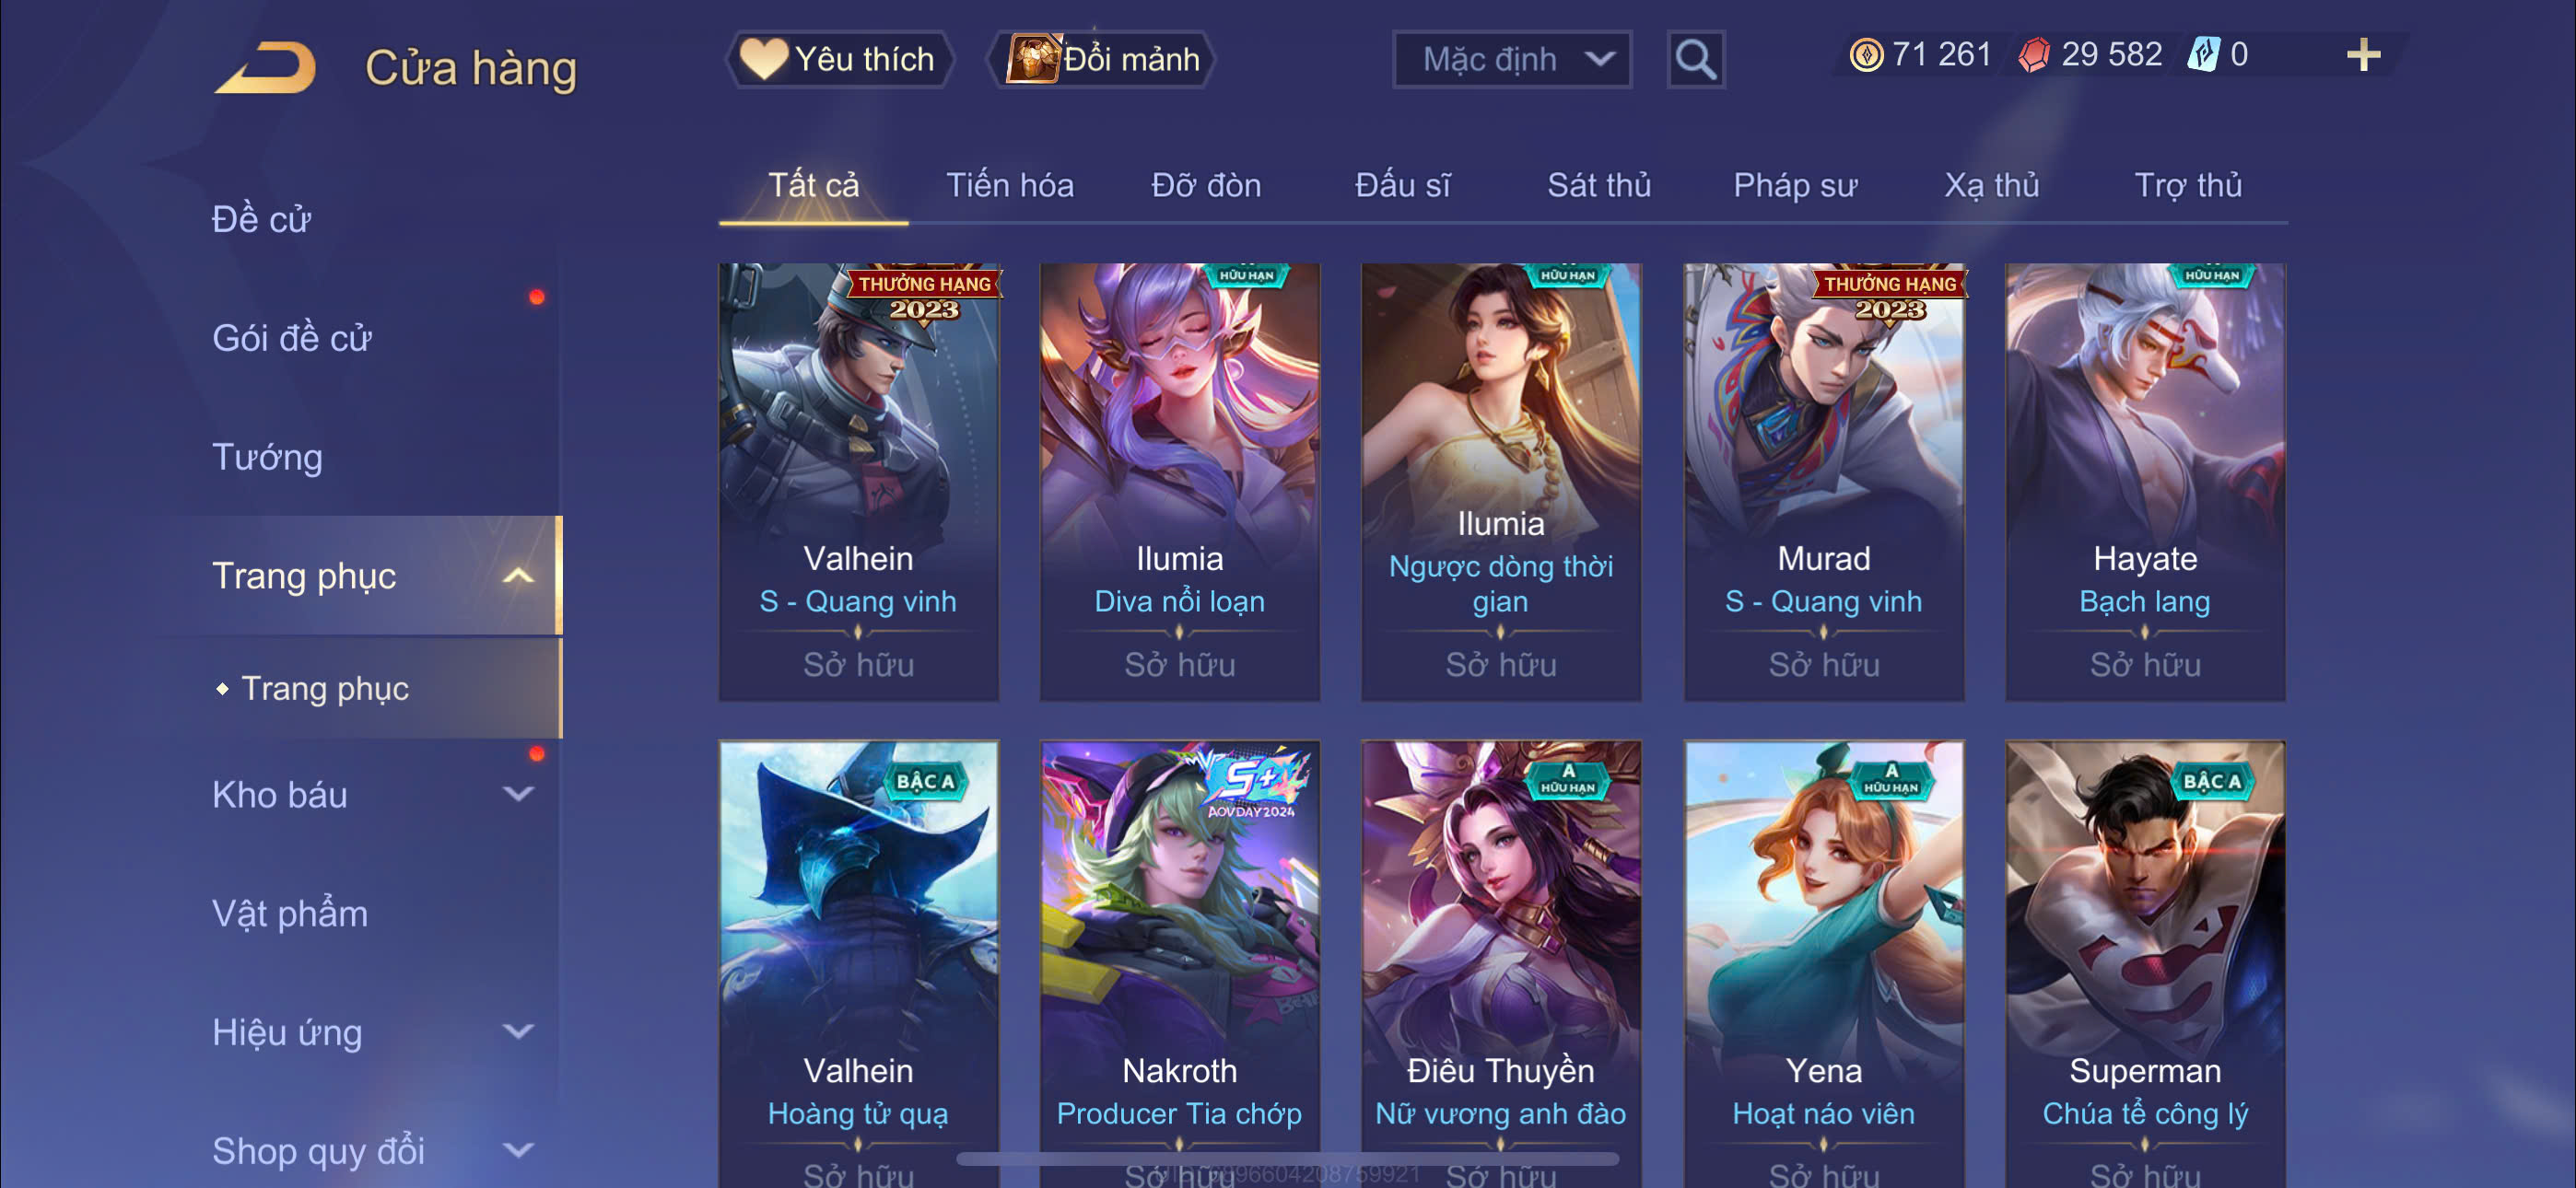 Cửa hàng
Yêu thích
Đổi mảnh
Mặc định
71 261
29 582
0
Đề cử
Gói đề cử
Tướng
Trang phục
Trang phục
Kho báu
Vật phẩm
Hiệu ứng
Shop quy đổi
Tất cả
Tiến hóa
Đỡ đòn
Đấu sĩ
Sát thủ
Pháp sư
Xạ thủ
Trợ thủ
THƯỞNG HẠNG
2023
Valhein
S - Quang vinh
Sở hữu
HỮU HẠN
Ilumia
Diva nổi loạn
Sở hữu
HỮU HẠN
Ilumia
Ngược dòng thời
gian
Sở hữu
THƯỞNG HẠNG
2023
Murad
S - Quang vinh
Sở hữu
HỮU HẠN
Hayate
Bạch lang
Sở hữu
BẬC A
Valhein
Hoàng tử quạ
Sở hữu
MVP S+
AOVDAY2024
Nakroth
Producer Tia chớp
Sở hữu
A
HỮU HẠN
Điêu Thuyền
Nữ vương anh đào
Sở hữu
A
HỮU HẠN
Yena
Hoạt náo viên
Sở hữu
BẬC A
Superman
Chúa tể công lý
Sở hữu